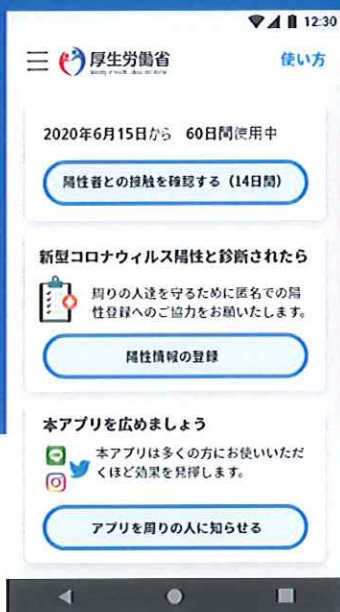 12:30
厚生労働省
使い方
2020年6月15日から 60日間使用中
陽性者との接触を確認する（14日間）
新型コロナウィルス陽性と診断されたら
周りの人達を守るために匿名での陽
性登録へのご協力をお願いたします。
陽性情報の登録
本アプリを広めましょう
本アプリは多くの方にお使いいただ
くほど効果を発揮します。
アプリを周りの人に知らせる